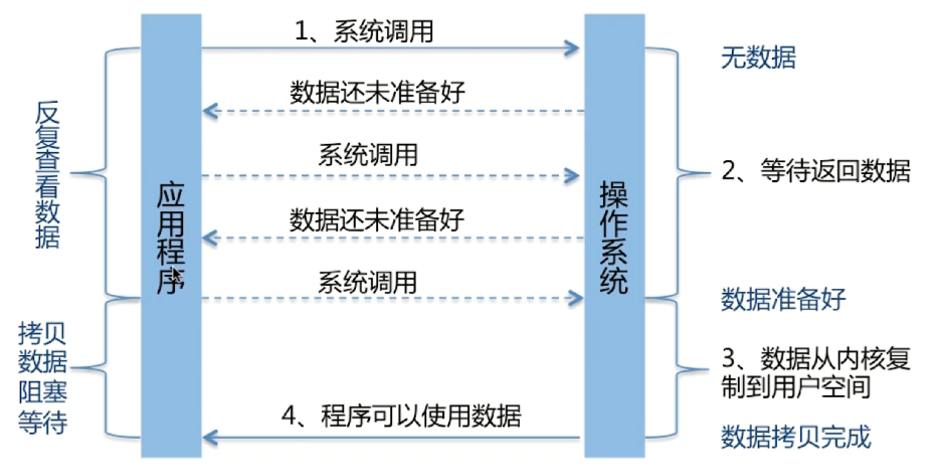 1、系统调用
无数据
数据还未准备好
反复查看数据
系统调用
2、等待返回数据
应用程序
操作系统
数据还未准备好
系统调用
数据准备好
拷贝
数据
阻塞
等待
3、数据从内核复
制到用户空间
4、程序可以使用数据
数据拷贝完成